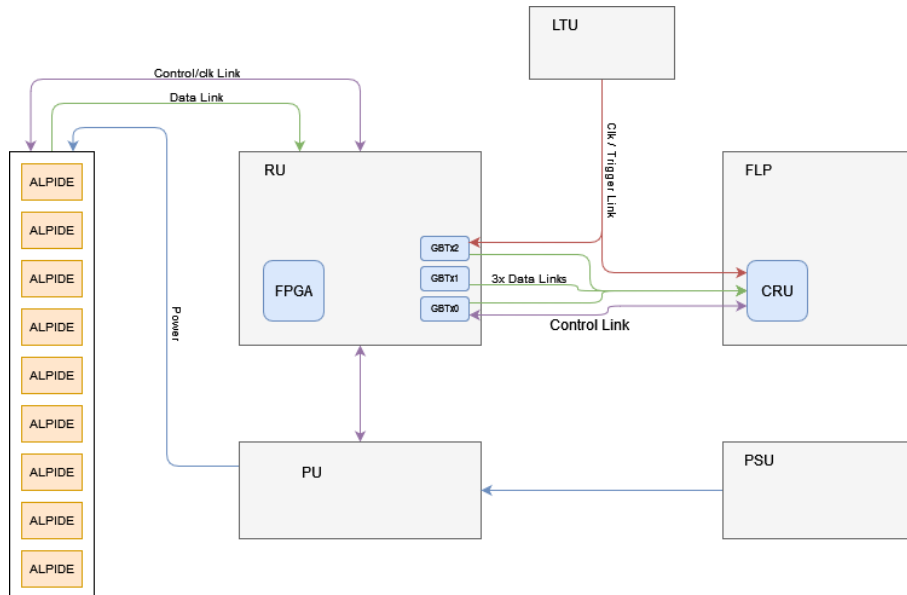 LTU
Control/clk Link
Data Link
Clk / Trigger Link
RU
FLP
ALPIDE
ALPIDE
ALPIDE
ALPIDE
ALPIDE
ALPIDE
ALPIDE
ALPIDE
ALPIDE
GBTx2
GBTx1
GBTx0
3x Data Links
FPGA
CRU
Control Link
Power
PU
PSU